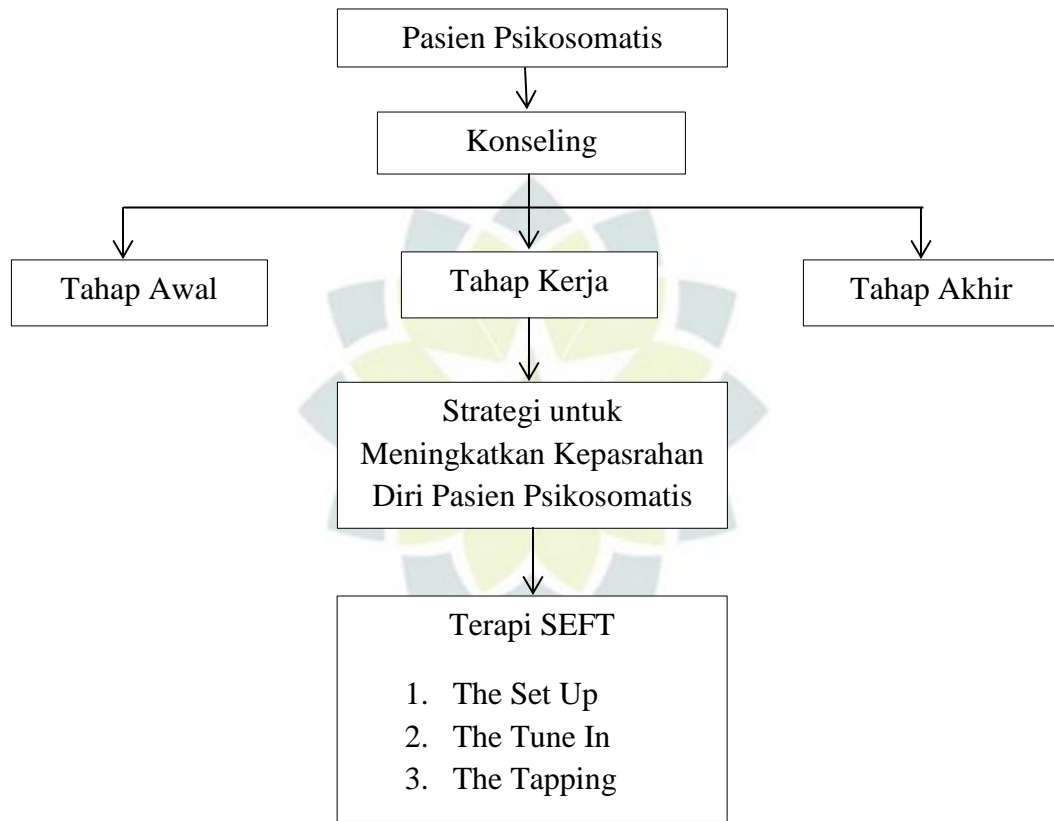 Pasien Psikosomatis
Konseling
Tahap Awal
Tahap Kerja
Tahap Akhir
Strategi untuk
Meningkatkan Kepasrahan
Diri Pasien Psikosomatis
Terapi SEFT
1. The Set Up
2. The Tune In
3. The Tapping